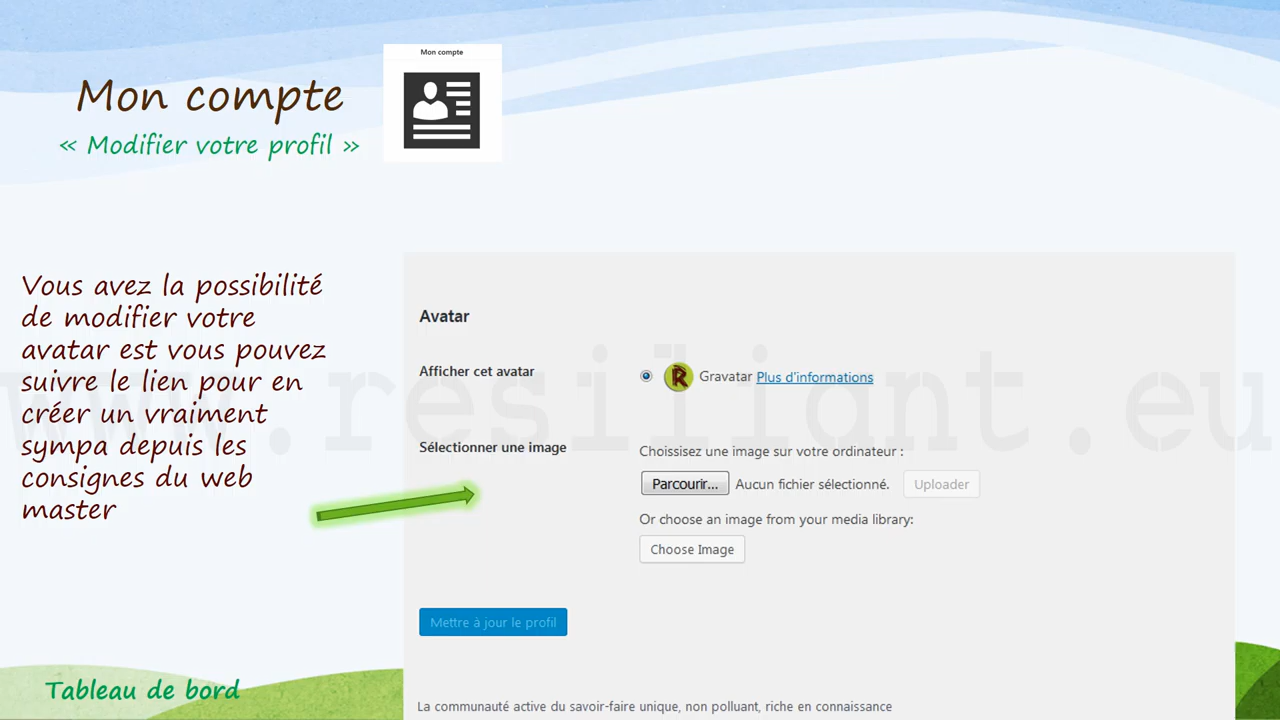 Mon compte
Mon compte
« Modifier votre profil »
Vous avez la possibilité
de modifier votre
avatar est vous pouvez
suivre le lien pour en
créer un vraiment
sympa depuis les
consignes du web
master
Avatar
Afficher cet avatar
R Gravatar Plus d'informations
www.resiliant.eu
Sélectionner une image
Choissisez une image sur votre ordinateur :
Parcourir... Aucun fichier sélectionné. Uploader
Or choose an image from your media library:
Choose Image
Mettre à jour le profil
Tableau de bord
La communauté active du savoir-faire unique, non polluant, riche en connaissance